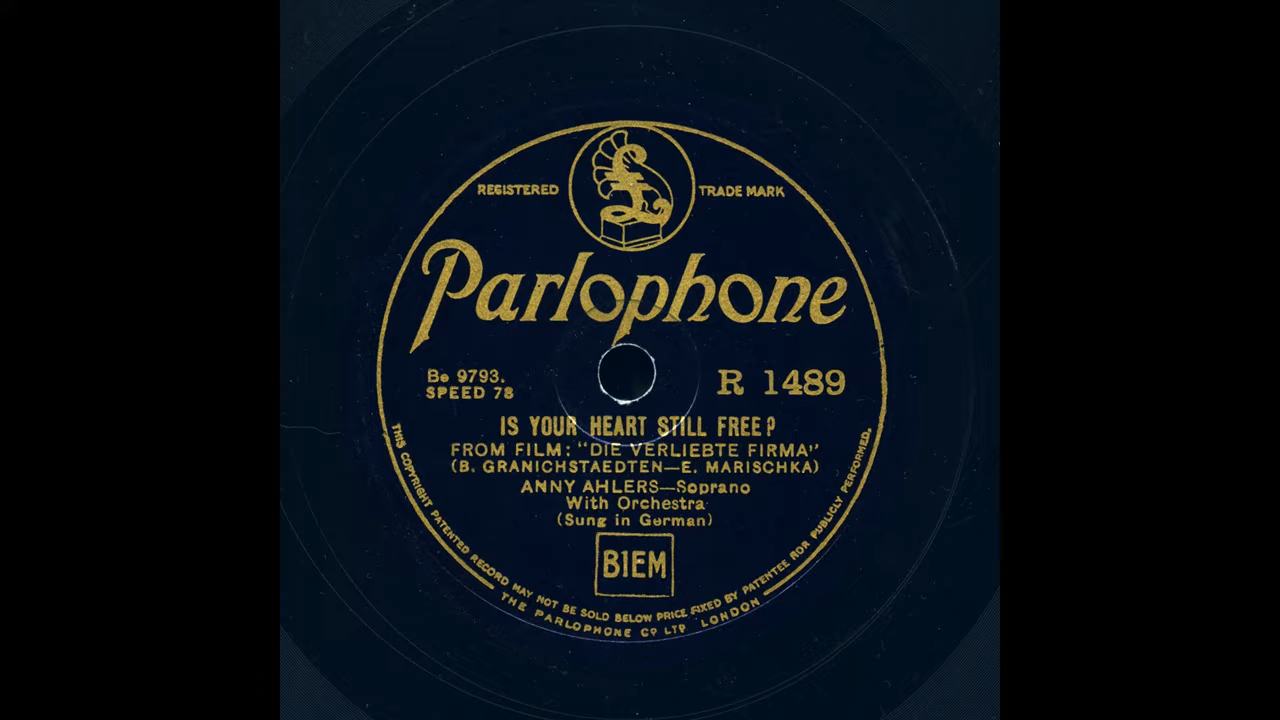 REGISTERED
TRADE MARK
Parlophone
Be 9793.
SPEED 78
R 1489
IS YOUR HEART STILL FREE?
FROM FILM: "DIE VERLIEBTE FIRMA"
(B. GRANICHSTAEDTEN—E. MARISCHKA)
ANNY AHLERS—Soprano
With Orchestra
(Sung in German)
BIEM
THIS COPYRIGHT PATENTED RECORD MAY NOT BE SOLD BELOW PRICE FIXED BY PATENTEE NOR PUBLICLY PERFORMED.
THE PARLOPHONE CO LTD LONDON